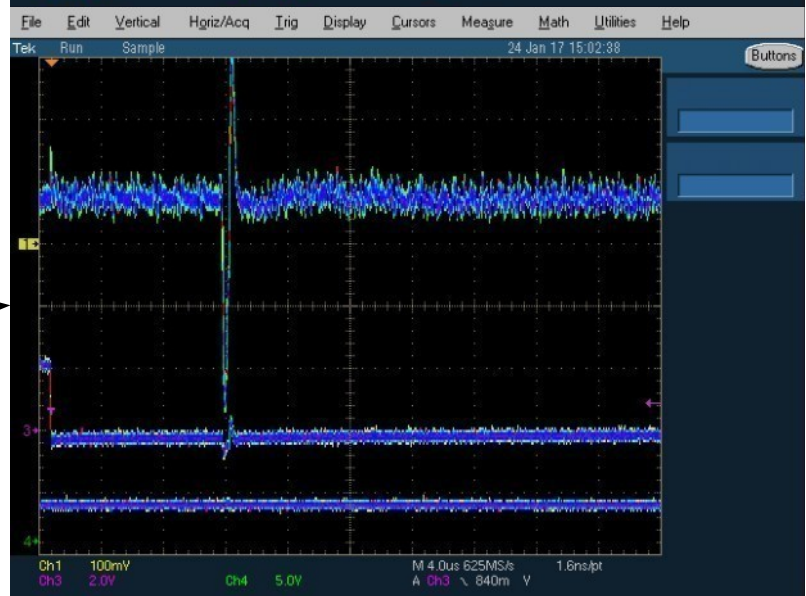 File Edit Vertical Horiz/Acq Trig Display Cursors Measure Math Utilities Help
Tek Run Sample 24 Jan 17 15:02:38 Buttons
1
3
4
Ch1 100mV M 4.0us 625MS/s 1.6ns/pt
Ch3 2.0V Ch4 5.0V A Ch3 \ 840m V